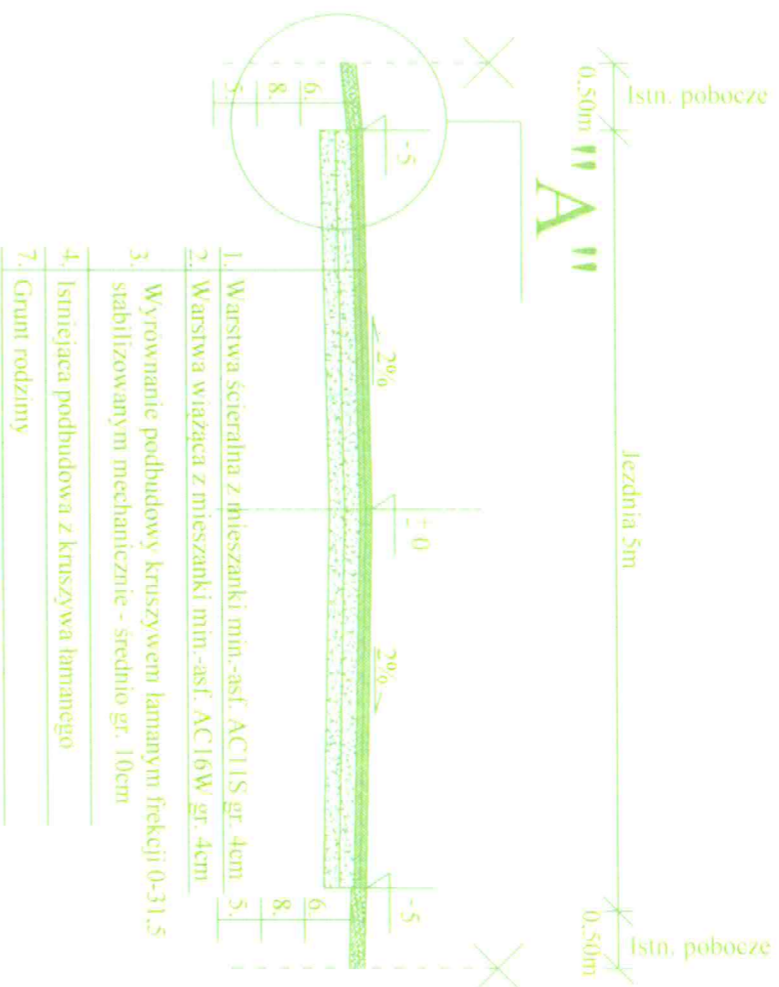 Istn. pobocze
Jezdnia 5m
Istn. pobocze
0.50m
0.50m
"A"
2%
± 0
2%
-5
-5
6.
8.
5.
6.
8.
5.
1. Warstwa ścieralna z mieszanki min.-asf. AC11S gr. 4cm
2. Warstwa wiążąca z mieszanki min.-asf. AC16W gr. 4cm
3. Wyrównanie podbudowy kruszywem łamanym frekcji 0-31.5
stabilizowanym mechanicznie - średnio gr. 10cm
4. Istniejąca podbudowa z kruszywa łamanego
7. Grunt rodzimy